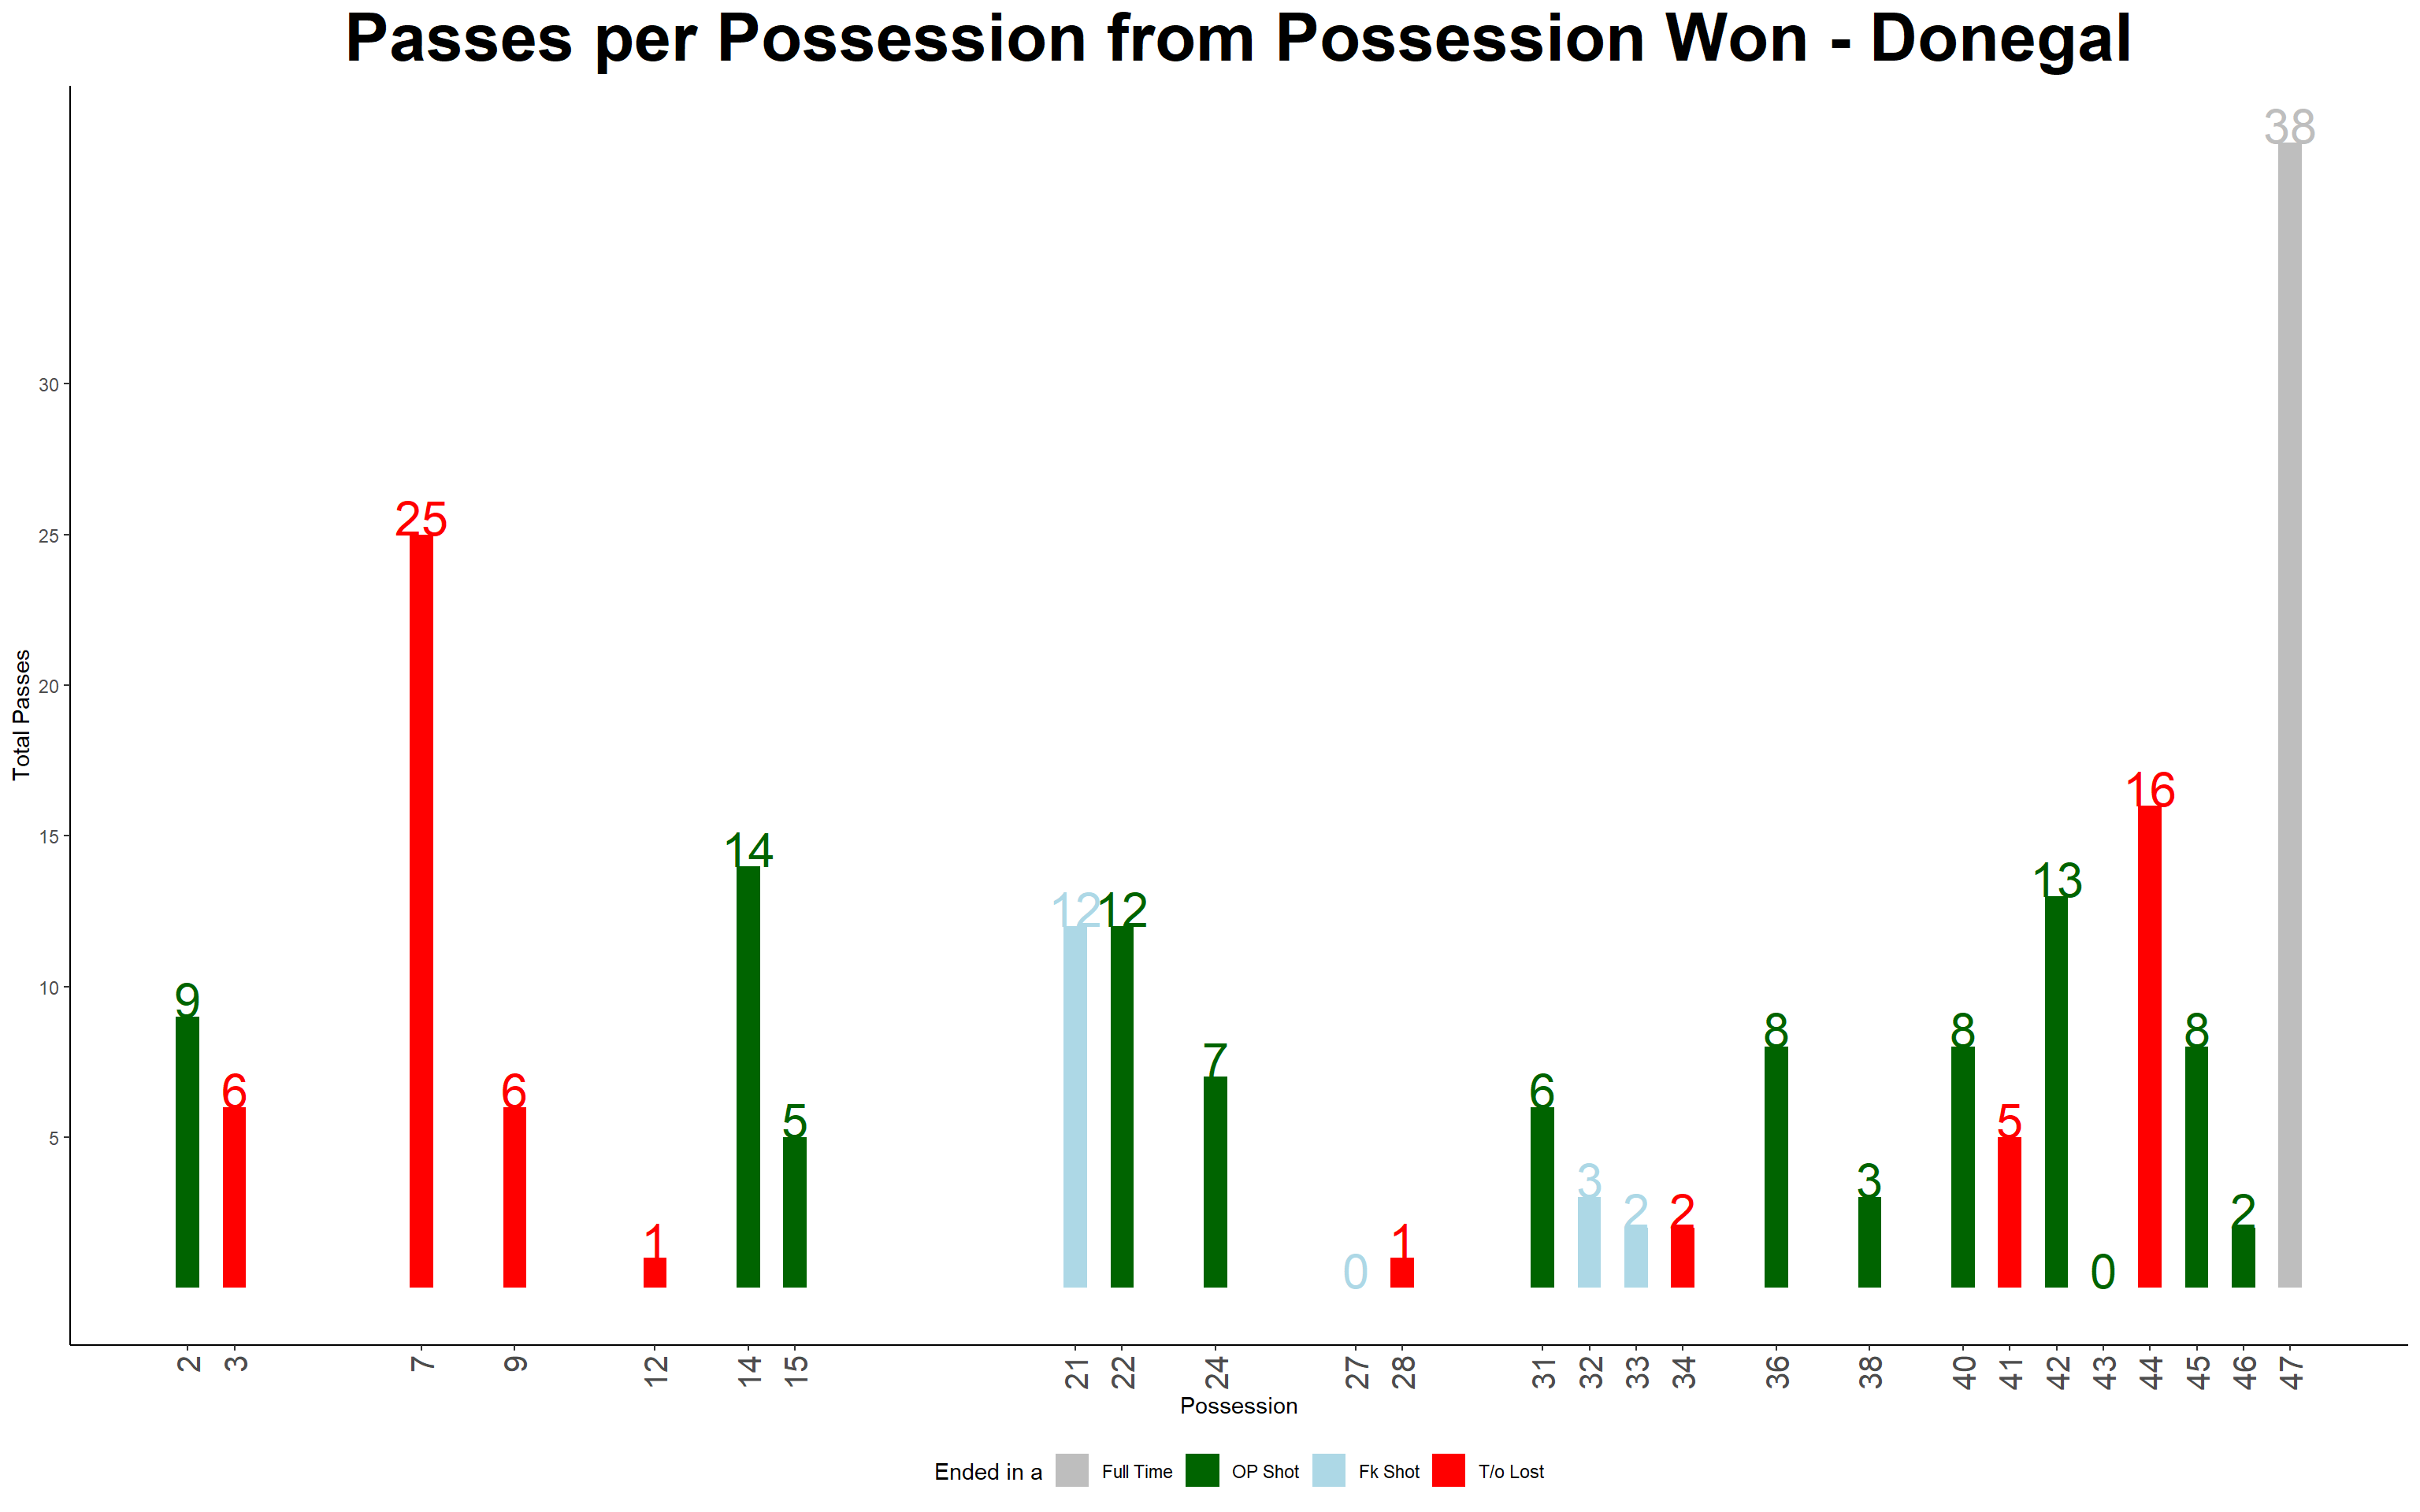 Passes per Possession from Possession Won - Donegal
38
30
25
25
20
16
15
14
13
12 12
10
9
8 8 8
7
6 6 6
5
5 5
3 3
2 2 2
1 1
0 0
Total Passes
2 3 7 9 12 14 15 21 22 24 27 28 31 32 33 34 36 38 40 41 42 43 44 45 46 47
Possession
Ended in a Full Time OP Shot Fk Shot T/o Lost